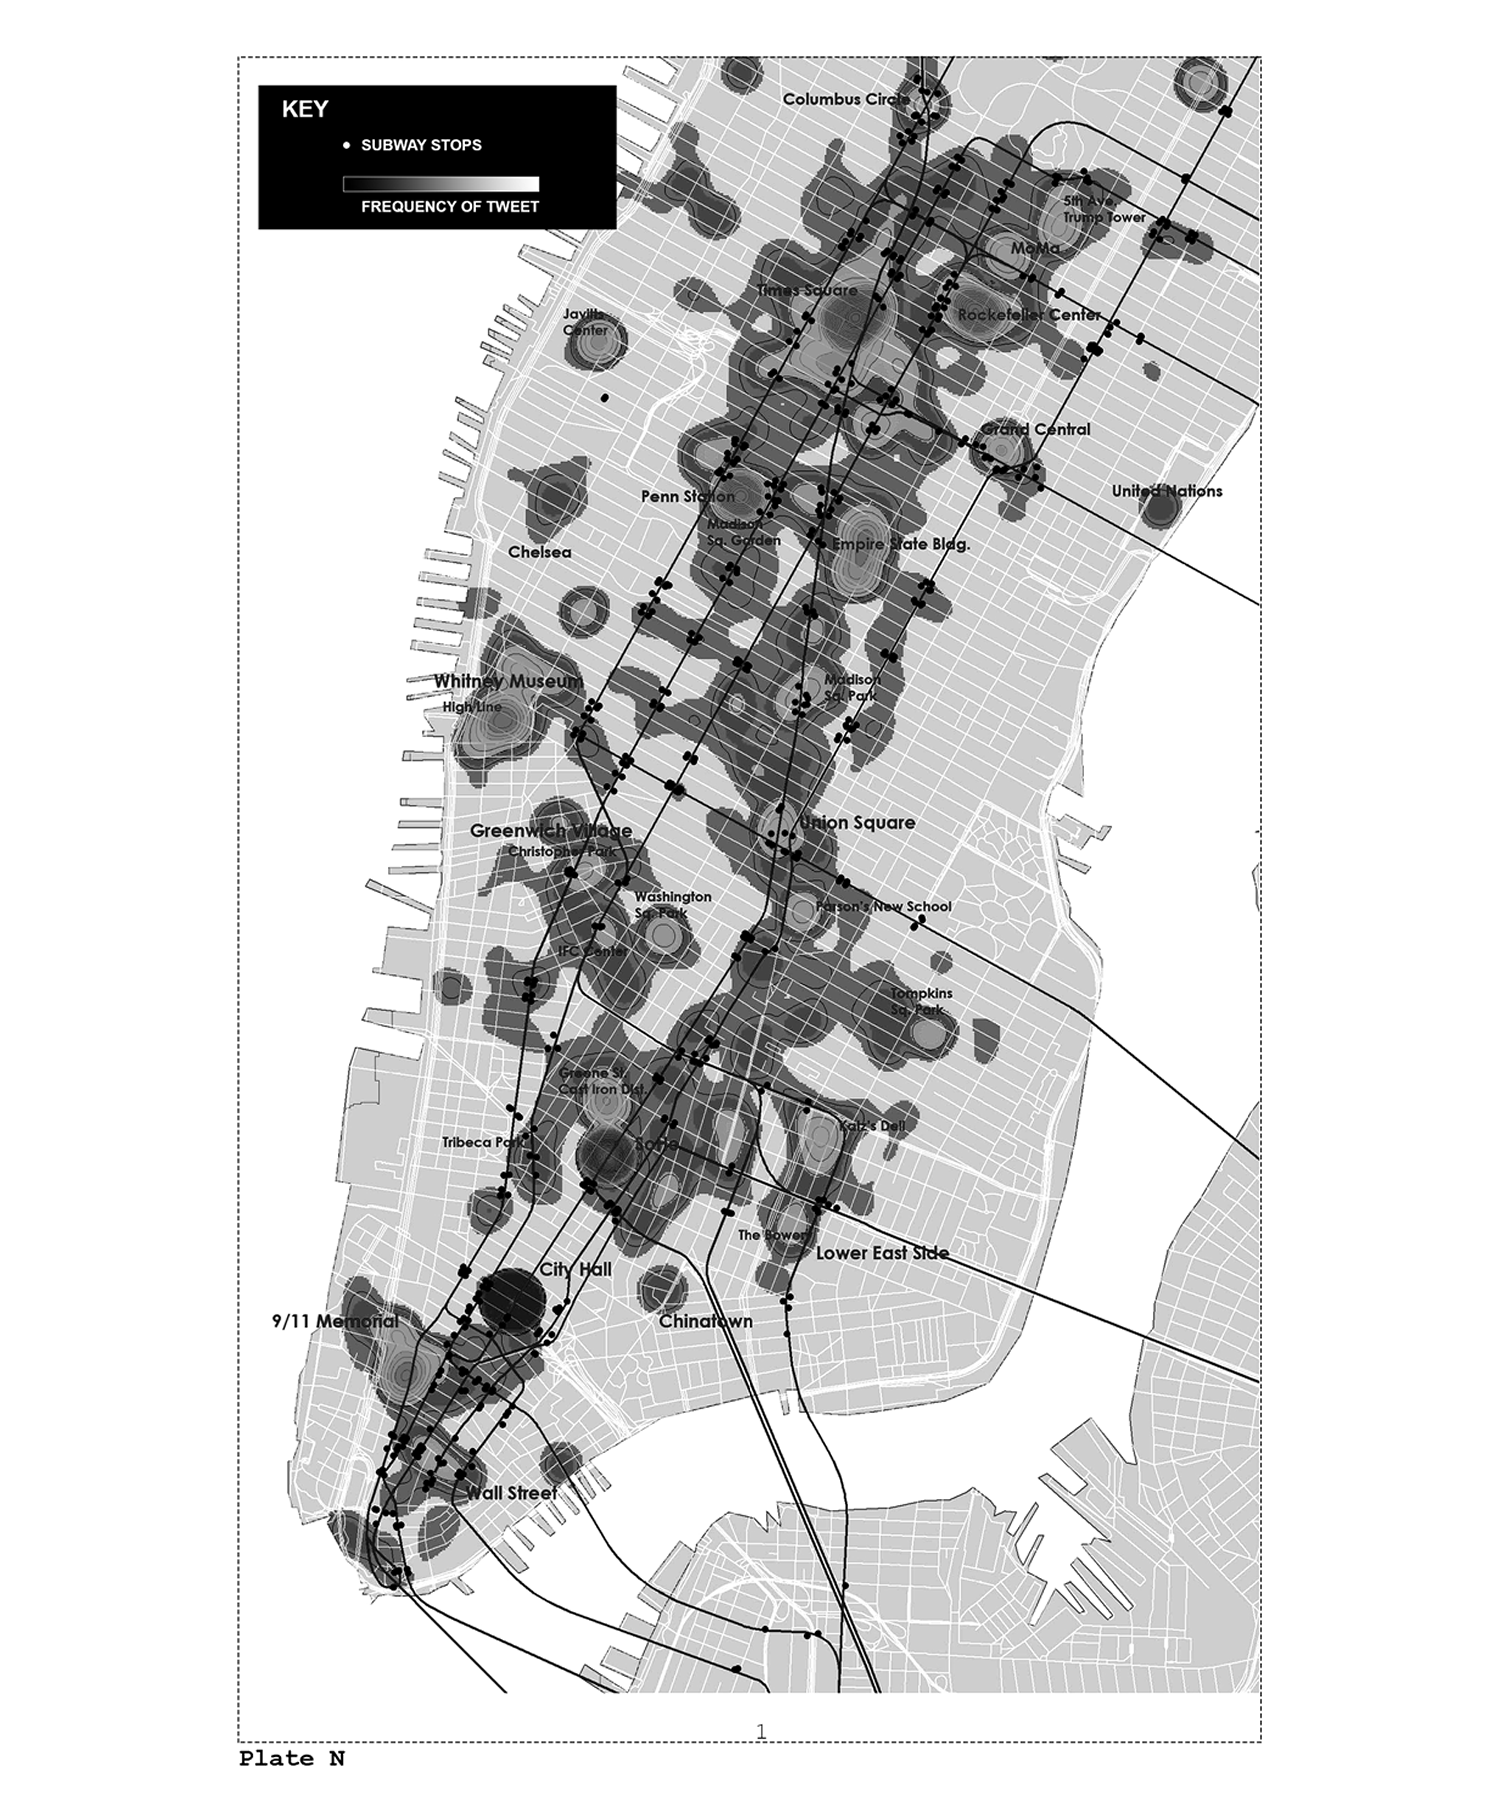 KEY
SUBWAY STOPS
FREQUENCY OF TWEET
Columbus Circle
5th Ave.
Trump Tower
MoMa
Times Square
Rockefeller Center
Javits
Center
Grand Central
United Nations
Penn Station
Madison
Sq. Garden
Empire State Bldg.
Chelsea
Whitney Museum
High Line
Madison
Sq. Park
Union Square
Greenwich Village
Christopher Park
Washington
Sq. Park
Parson's New School
IFC Center
Tompkins
Sq. Park
Greene St.
Cast Iron Dist.
Katz's Deli
Tribeca Park
SoHo
The Bowery
Lower East Side
City Hall
9/11 Memorial
Chinatown
Wall Street
1
Plate N